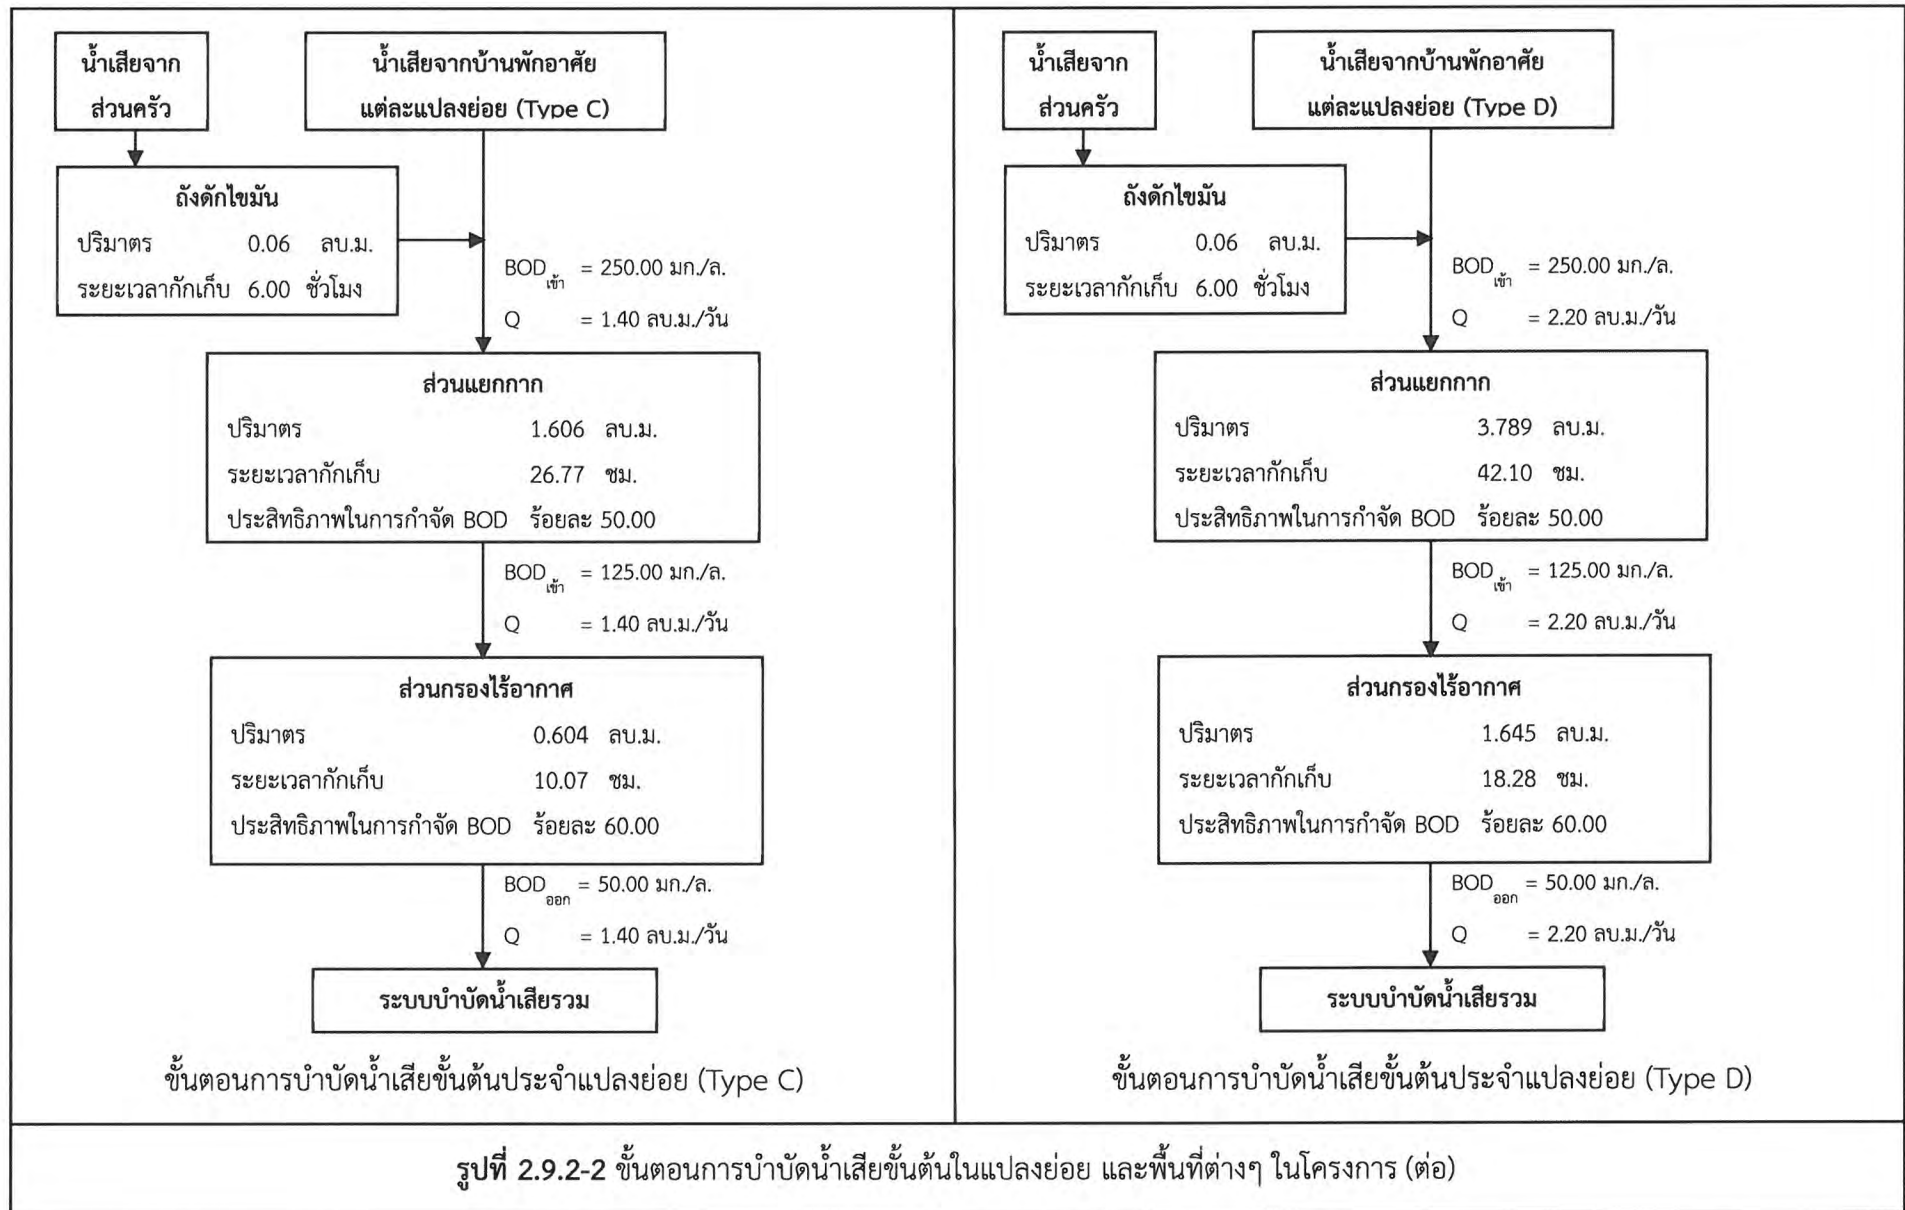 น้ำเสียจาก
ส่วนครัว
น้ำเสียจากบ้านพักอาศัย
แต่ละแปลงย่อย (Type C)
ถังดักไขมัน
ปริมาตร 0.06 ลบ.ม.
ระยะเวลากักเก็บ 6.00 ชั่วโมง
BODเข้า = 250.00 มก./ล.
Q = 1.40 ลบ.ม./วัน
ส่วนแยกกาก
ปริมาตร 1.606 ลบ.ม.
ระยะเวลากักเก็บ 26.77 ชม.
ประสิทธิภาพในการกำจัด BOD ร้อยละ 50.00
BODเข้า = 125.00 มก./ล.
Q = 1.40 ลบ.ม./วัน
ส่วนกรองไร้อากาศ
ปริมาตร 0.604 ลบ.ม.
ระยะเวลากักเก็บ 10.07 ชม.
ประสิทธิภาพในการกำจัด BOD ร้อยละ 60.00
BODออก = 50.00 มก./ล.
Q = 1.40 ลบ.ม./วัน
ระบบบำบัดน้ำเสียรวม
ขั้นตอนการบำบัดน้ำเสียขั้นต้นประจำแปลงย่อย (Type C)
น้ำเสียจาก
ส่วนครัว
น้ำเสียจากบ้านพักอาศัย
แต่ละแปลงย่อย (Type D)
ถังดักไขมัน
ปริมาตร 0.06 ลบ.ม.
ระยะเวลากักเก็บ 6.00 ชั่วโมง
BODเข้า = 250.00 มก./ล.
Q = 2.20 ลบ.ม./วัน
ส่วนแยกกาก
ปริมาตร 3.789 ลบ.ม.
ระยะเวลากักเก็บ 42.10 ชม.
ประสิทธิภาพในการกำจัด BOD ร้อยละ 50.00
BODเข้า = 125.00 มก./ล.
Q = 2.20 ลบ.ม./วัน
ส่วนกรองไร้อากาศ
ปริมาตร 1.645 ลบ.ม.
ระยะเวลากักเก็บ 18.28 ชม.
ประสิทธิภาพในการกำจัด BOD ร้อยละ 60.00
BODออก = 50.00 มก./ล.
Q = 2.20 ลบ.ม./วัน
ระบบบำบัดน้ำเสียรวม
ขั้นตอนการบำบัดน้ำเสียขั้นต้นประจำแปลงย่อย (Type D)
รูปที่ 2.9.2-2 ขั้นตอนการบำบัดน้ำเสียขั้นต้นในแปลงย่อย และพื้นที่ต่างๆ ในโครงการ (ต่อ)